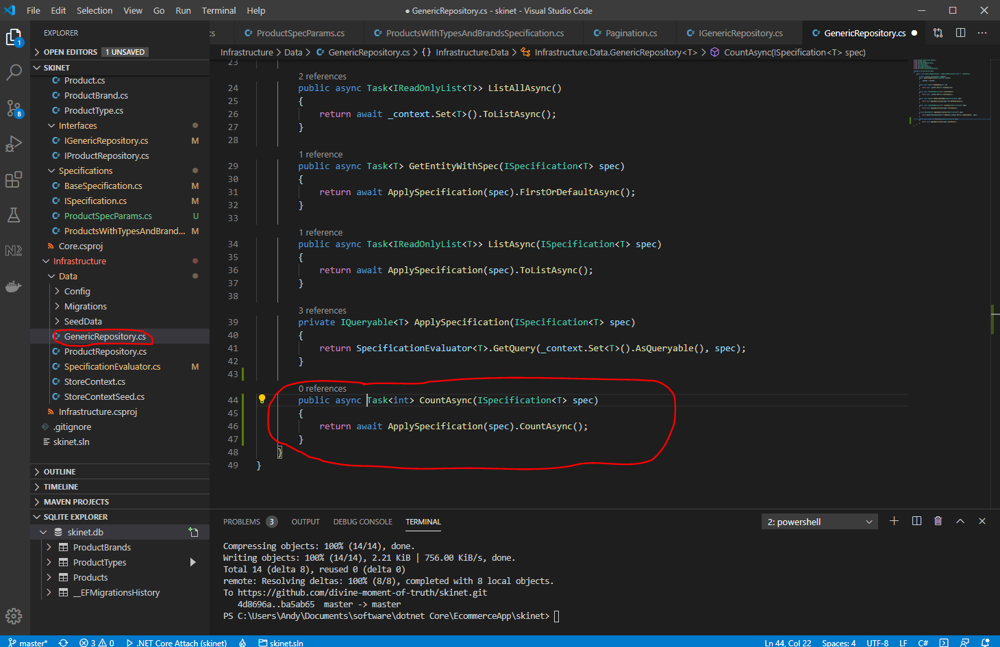 File Edit Selection View Go Run Terminal Help
● GenericRepository.cs - skinet - Visual Studio Code
EXPLORER
OPEN EDITORS 1 UNSAVED
SKINET
C# Product.cs
C# ProductBrand.cs
C# ProductType.cs
Interfaces
C# IGenericRepository.cs M
C# IProductRepository.cs
Specifications
C# BaseSpecification.cs M
C# ISpecification.cs M
C# ProductSpecParams.cs U
C# ProductsWithTypesAndBrand... M
Core.csproj
Infrastructure
Data
Config
Migrations
SeedData
C# GenericRepository.cs
C# ProductRepository.cs
C# SpecificationEvaluator.cs M
C# StoreContext.cs
C# StoreContextSeed.cs
Infrastructure.csproj
.gitignore
skinet.sln
OUTLINE
TIMELINE
MAVEN PROJECTS
SQLITE EXPLORER
skinet.db
ProductBrands
ProductTypes
Products
__EFMigrationsHistory
1
8
N2
cs C# ProductSpecParams.cs C# ProductsWithTypesAndBrandsSpecification.cs C# Pagination.cs C# IGenericRepository.cs C# GenericRepository.cs ●
Infrastructure > Data > C# GenericRepository.cs > {} Infrastructure.Data > Infrastructure.Data.GenericRepository<T> > CountAsync(ISpecification<T> spec)
23
2 references
24 public async Task<IReadOnlyList<T>> ListAllAsync()
25 {
26 return await _context.Set<T>().ToListAsync();
27 }
28
1 reference
29 public async Task<T> GetEntityWithSpec(ISpecification<T> spec)
30 {
31 return await ApplySpecification(spec).FirstOrDefaultAsync();
32 }
33
1 reference
34 public async Task<IReadOnlyList<T>> ListAsync(ISpecification<T> spec)
35 {
36 return await ApplySpecification(spec).ToListAsync();
37 }
38
3 references
39 private IQueryable<T> ApplySpecification(ISpecification<T> spec)
40 {
41 return SpecificationEvaluator<T>.GetQuery(_context.Set<T>().AsQueryable(), spec);
42 }
43
0 references
44 public async Task<int> CountAsync(ISpecification<T> spec)
45 {
46 return await ApplySpecification(spec).CountAsync();
47 }
48 }
49 }
PROBLEMS 3 OUTPUT DEBUG CONSOLE TERMINAL 2: powershell
Compressing objects: 100% (14/14), done.
Writing objects: 100% (14/14), 2.21 KiB | 756.00 KiB/s, done.
Total 14 (delta 8), reused 0 (delta 0)
remote: Resolving deltas: 100% (8/8), completed with 8 local objects.
To https://github.com/divine-moment-of-truth/skinet.git
4d8696a..ba5ab65 master -> master
PS C:\Users\Andy\Documents\software\dotnet Core\EcommerceApp\skinet>
master* 3 0 .NET Core Attach (skinet) skinet.sln Ln 44, Col 22 Spaces: 4 UTF-8 LF C#